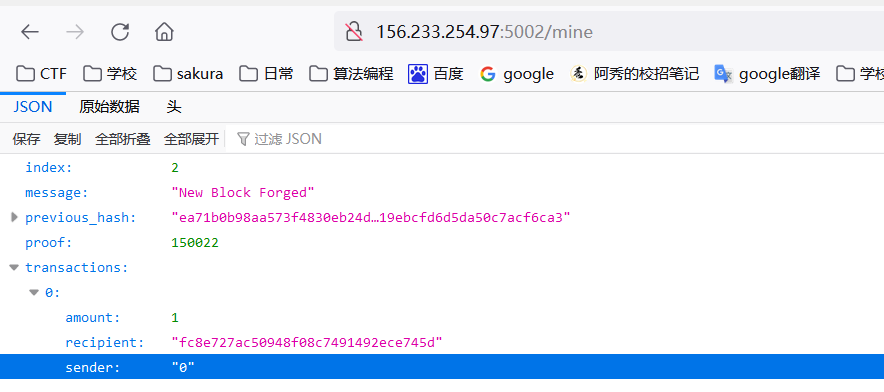 156.233.254.97:5002/mine
CTF 学校 sakura 日常 算法编程 百度 google 阿秀的校招笔记 google翻译 学校
JSON 原始数据 头
保存 复制 全部折叠 全部展开 过滤 JSON
index: 2
message: "New Block Forged"
previous_hash: "ea71b0b98aa573f4830eb24d…19ebcfd6d5da50c7acf6ca3"
proof: 150022
transactions:
0:
amount: 1
recipient: "fc8e727ac50948f08c7491492ece745d"
sender: "0"